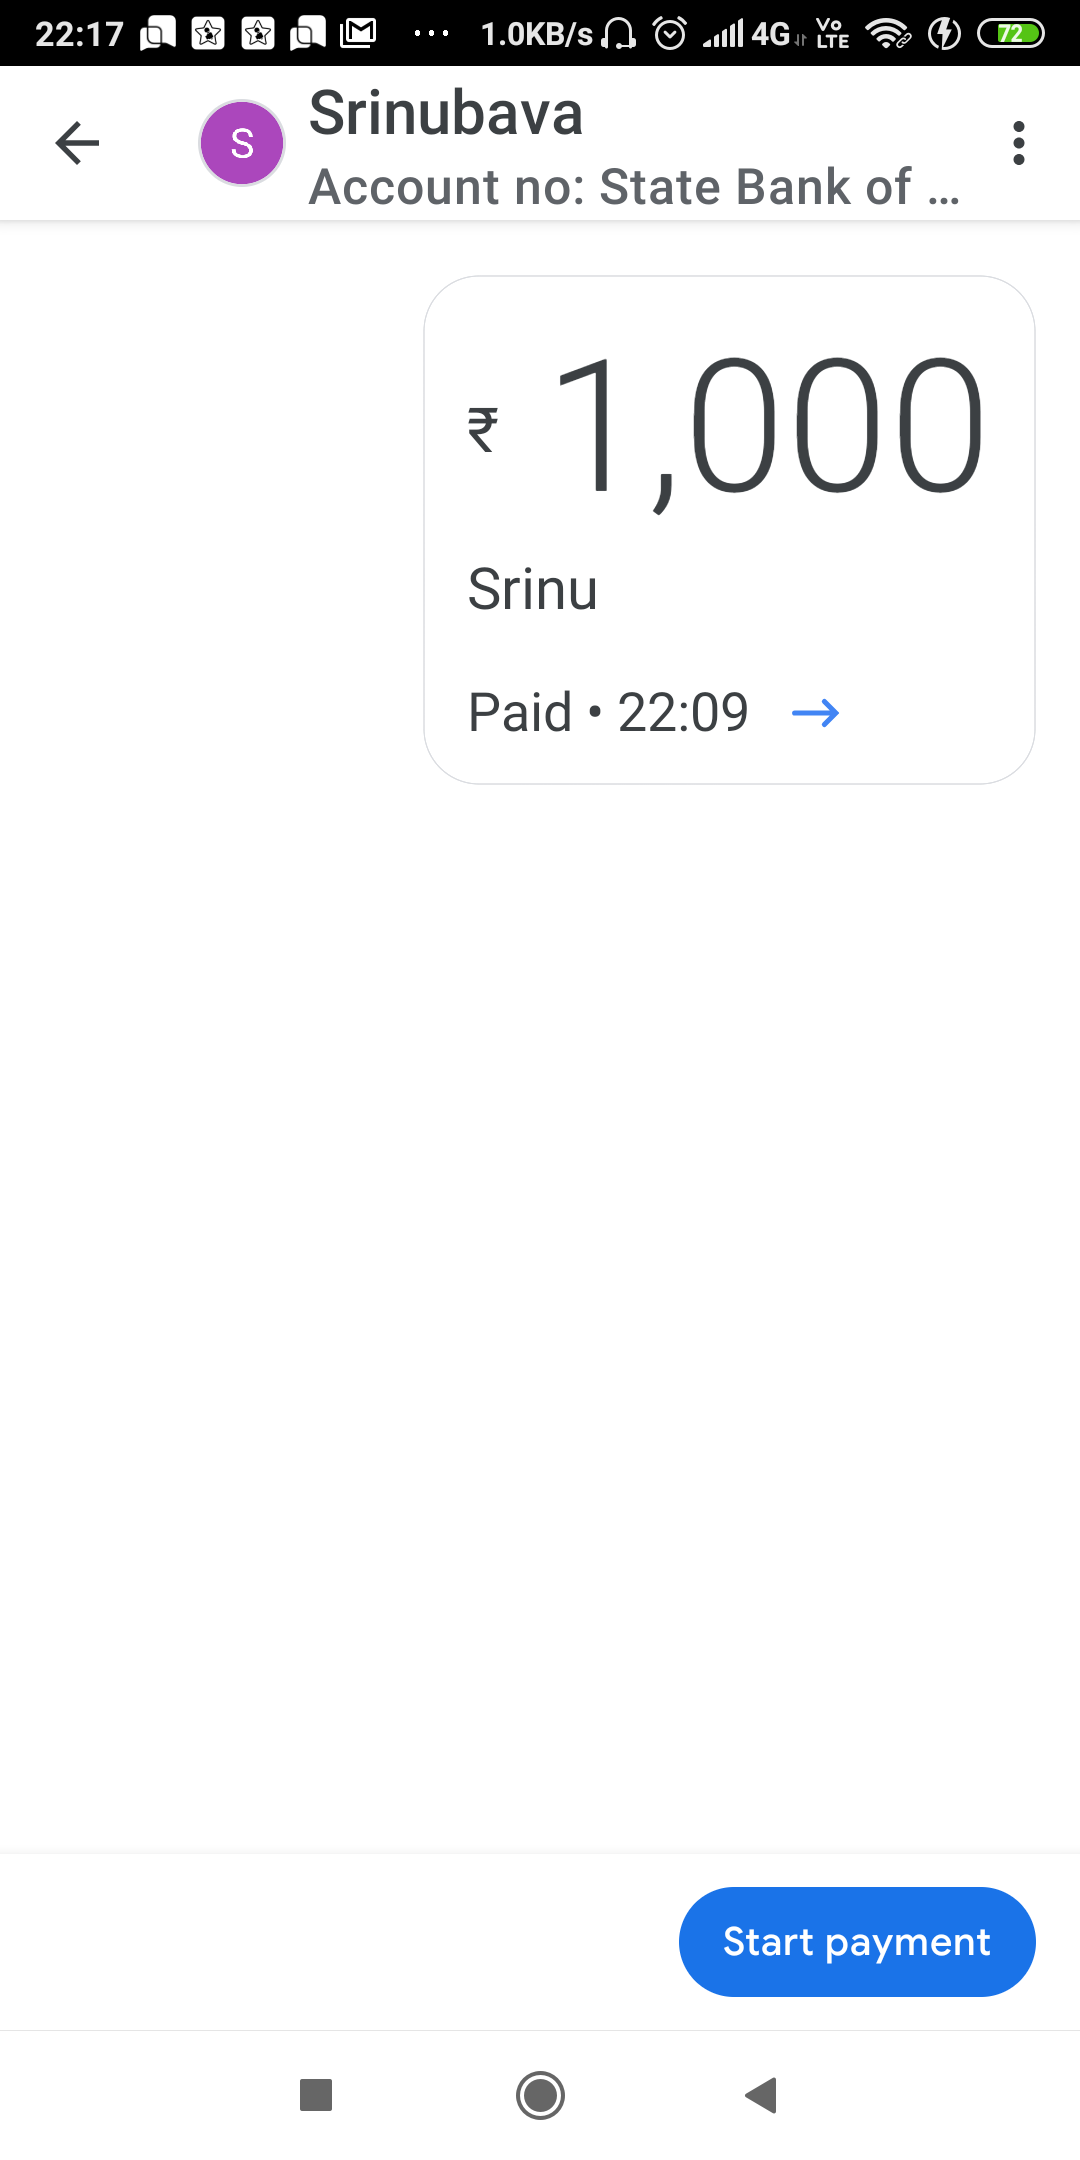 22:17 ... 1.0KB/s 4G Vo LTE 72
Srinubava
S
Account no: State Bank of ...
₹ 1,000
Srinu
Paid • 22:09
Start payment